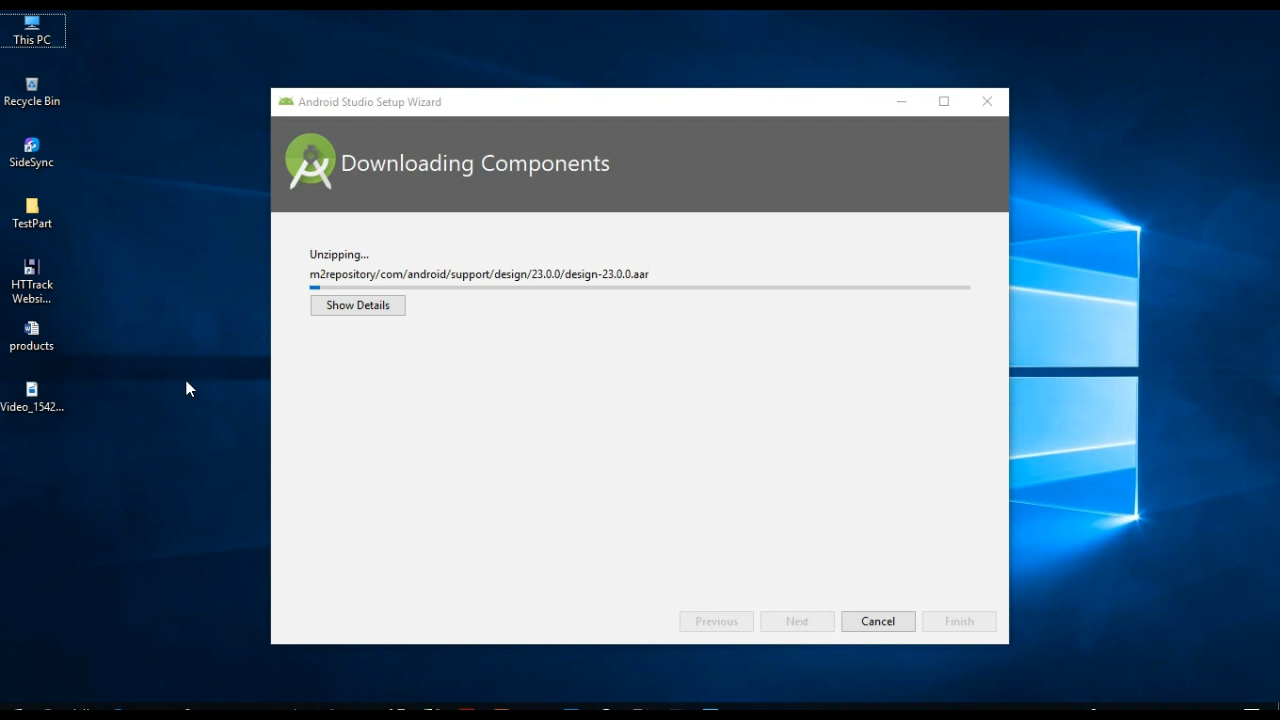 This PC
Recycle Bin
SideSync
TestPart
HTTrack
Websi...
products
Video_1542...
Android Studio Setup Wizard
Downloading Components
Unzipping...
m2repository/com/android/support/design/23.0.0/design-23.0.0.aar
Show Details
Previous
Next
Cancel
Finish